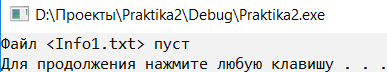 D:\Проекты\Praktika2\Debug\Praktika2.exe
Файл <Info1.txt> пуст
Для продолжения нажмите любую клавишу . . .